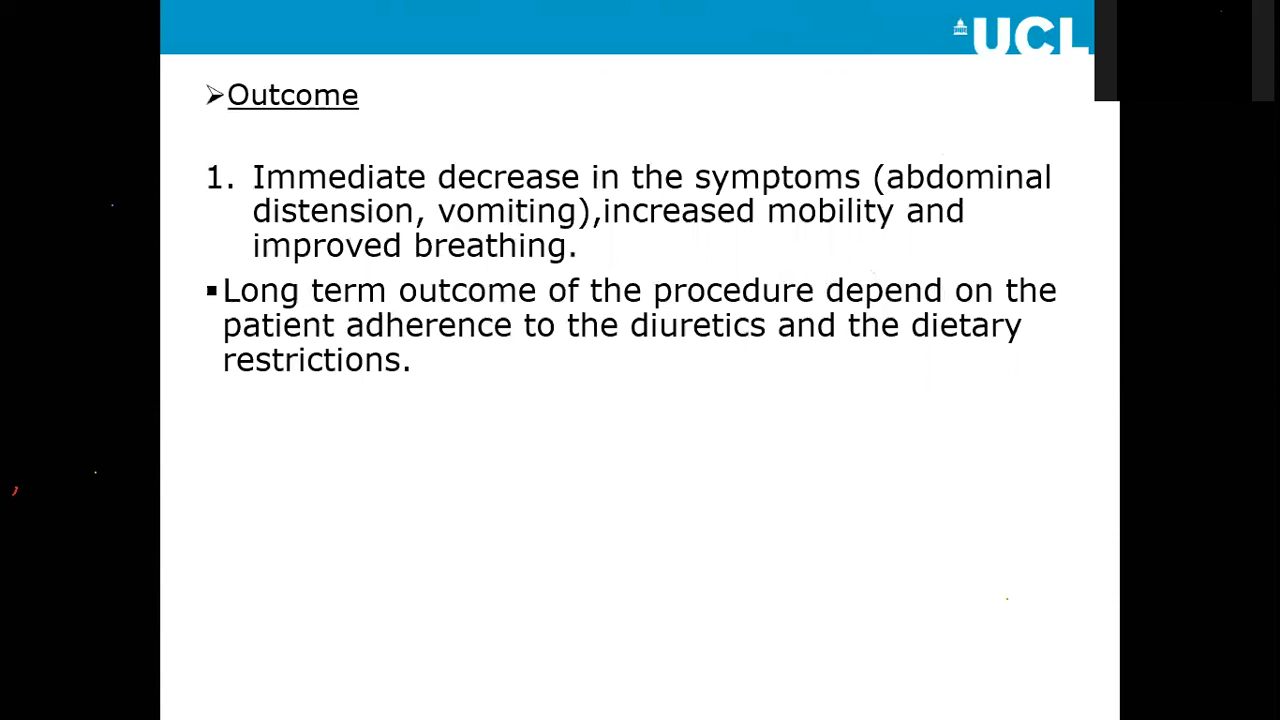 UCL
➢Outcome
1. Immediate decrease in the symptoms (abdominal
distension, vomiting),increased mobility and
improved breathing.
▪Long term outcome of the procedure depend on the
patient adherence to the diuretics and the dietary
restrictions.